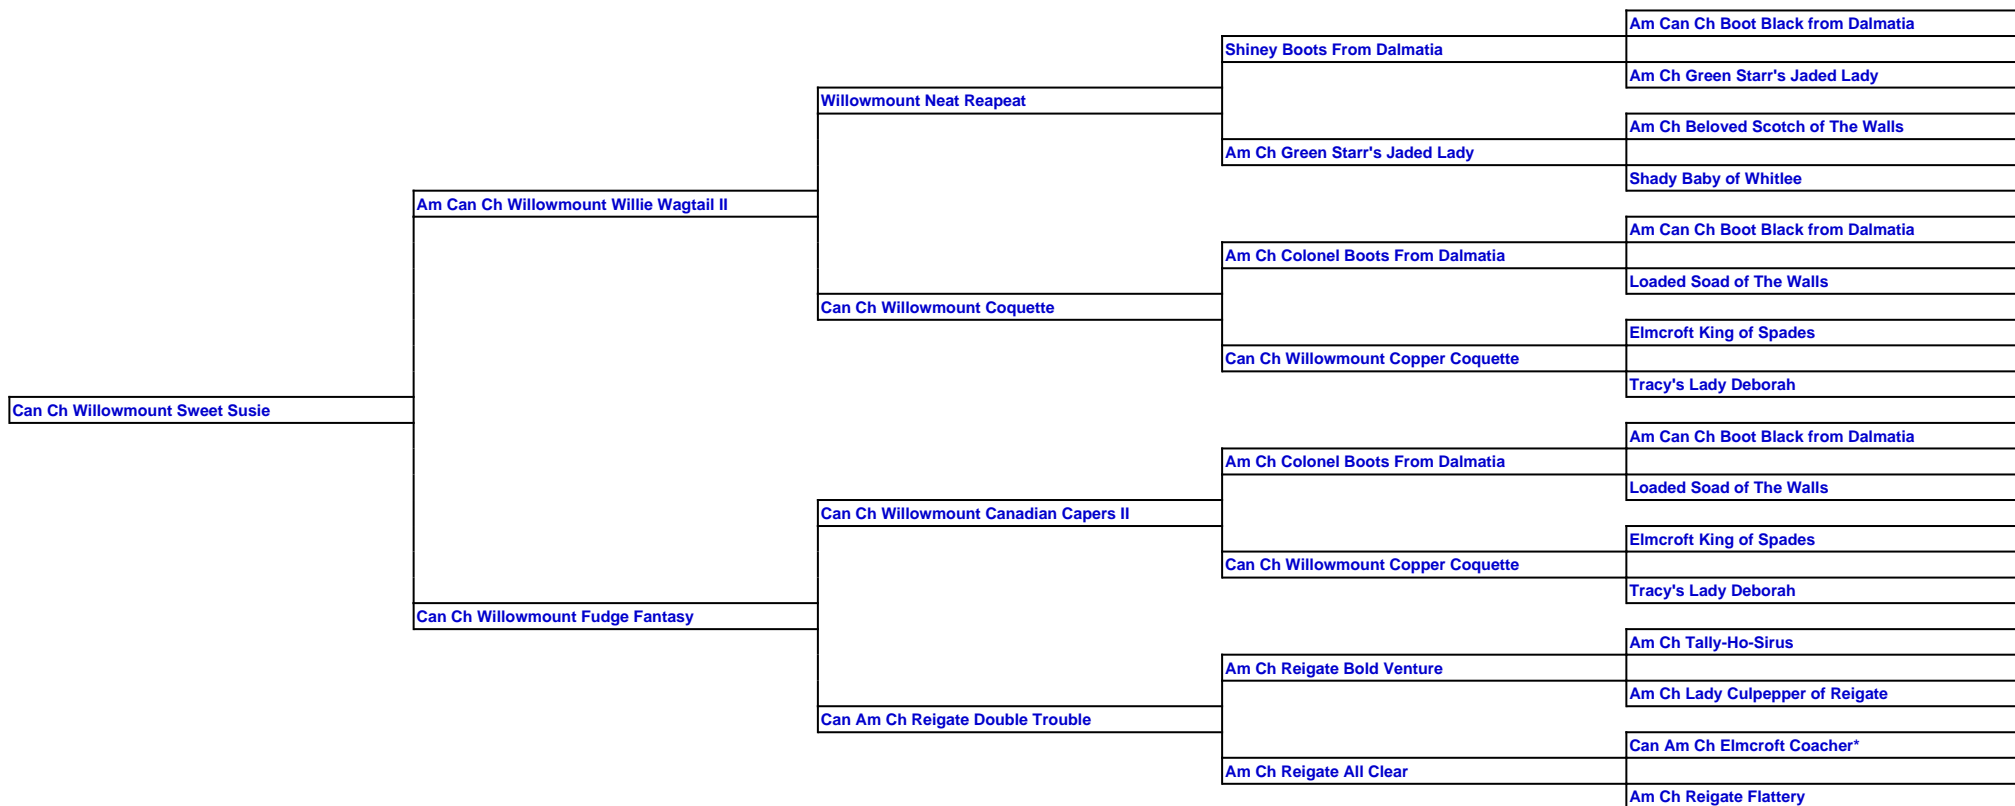 Am Can Ch Boot Black from Dalmatia
Shiney Boots From Dalmatia
Am Ch Green Starr's Jaded Lady
Willowmount Neat Reapeat
Am Ch Beloved Scotch of The Walls
Am Ch Green Starr's Jaded Lady
Shady Baby of Whitlee
Am Can Ch Willowmount Willie Wagtail II
Am Can Ch Boot Black from Dalmatia
Am Ch Colonel Boots From Dalmatia
Loaded Soad of The Walls
Can Ch Willowmount Coquette
Elmcroft King of Spades
Can Ch Willowmount Copper Coquette
Tracy's Lady Deborah
Can Ch Willowmount Sweet Susie
Am Can Ch Boot Black from Dalmatia
Am Ch Colonel Boots From Dalmatia
Loaded Soad of The Walls
Can Ch Willowmount Canadian Capers II
Elmcroft King of Spades
Can Ch Willowmount Copper Coquette
Tracy's Lady Deborah
Can Ch Willowmount Fudge Fantasy
Am Ch Tally-Ho-Sirus
Am Ch Reigate Bold Venture
Am Ch Lady Culpepper of Reigate
Can Am Ch Reigate Double Trouble
Can Am Ch Elmcroft Coacher*
Am Ch Reigate All Clear
Am Ch Reigate Flattery